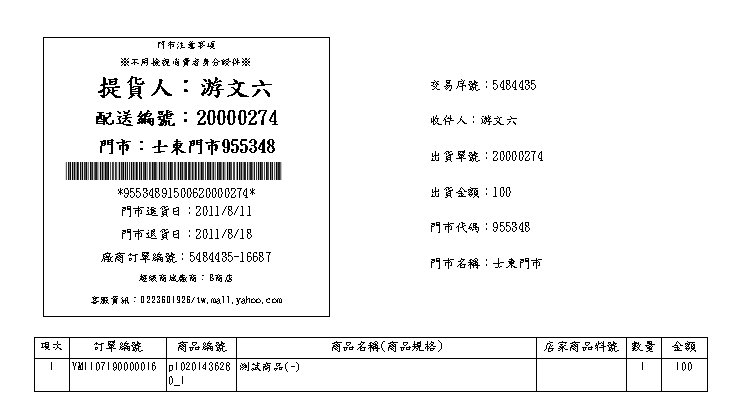 門市注意事項
※不用檢視消費者身分證件※
提貨人：游文六
配送編號：20000274
門市：士東門市955348
*9553489150062000274*
門市進貨日：2011/8/11
門市退貨日：2011/8/18
廠商訂單編號：5484435-16687
超級商城廠商：B商店
客服資訊：0223601926/tw.mall.yahoo.com
交易序號：5484435
收件人：游文六
出貨單號：20000274
出貨金額：100
門市代碼：955348
門市名稱：士東門市
項次 訂單編號 商品編號 商品名稱(商品規格) 店家商品料號 數量 金額
1 YM1107190000016 p1020143628 測試商品(-) 1 100
0_1